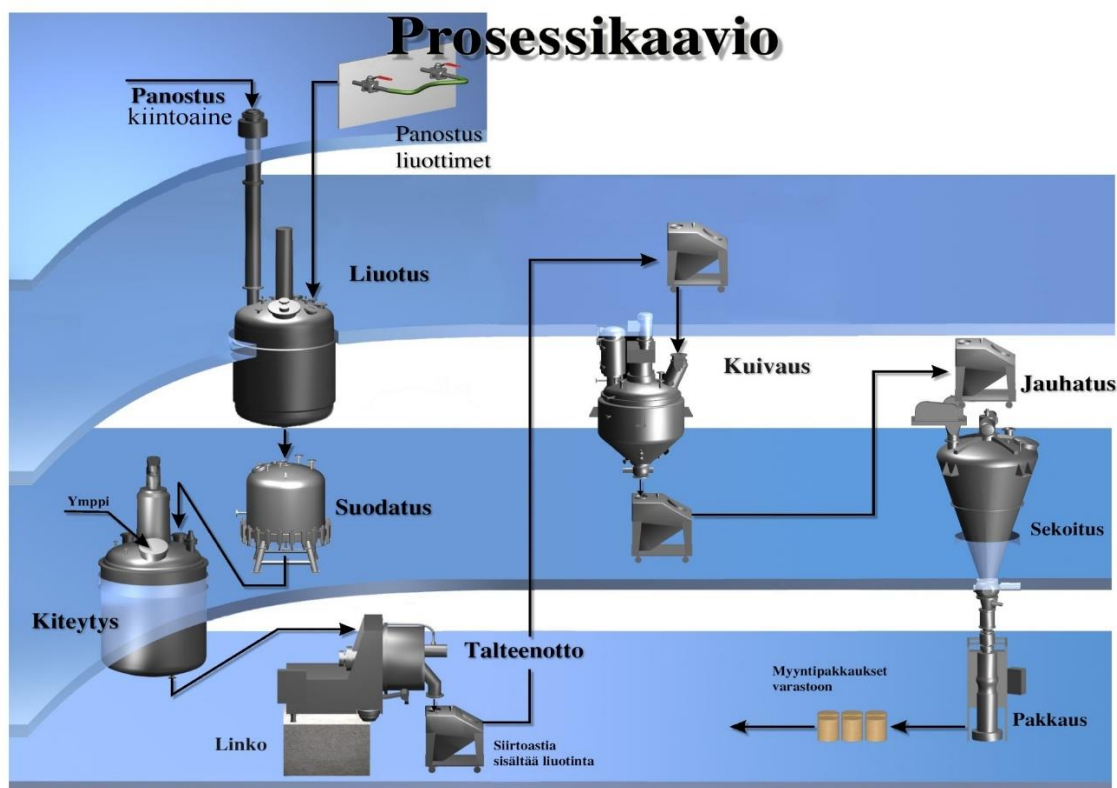 Prosessikaavio
Panostus
kiintoaine
Panostus
liuottimet
Liuotus
Kuivaus
Jauhatus
Ymppi
Suodatus
Sekoitus
Kiteytys
Talteenotto
Myyntipakkaukset
varastoon
Pakkaus
Linko
Siirtoastia
sisältää liuotinta